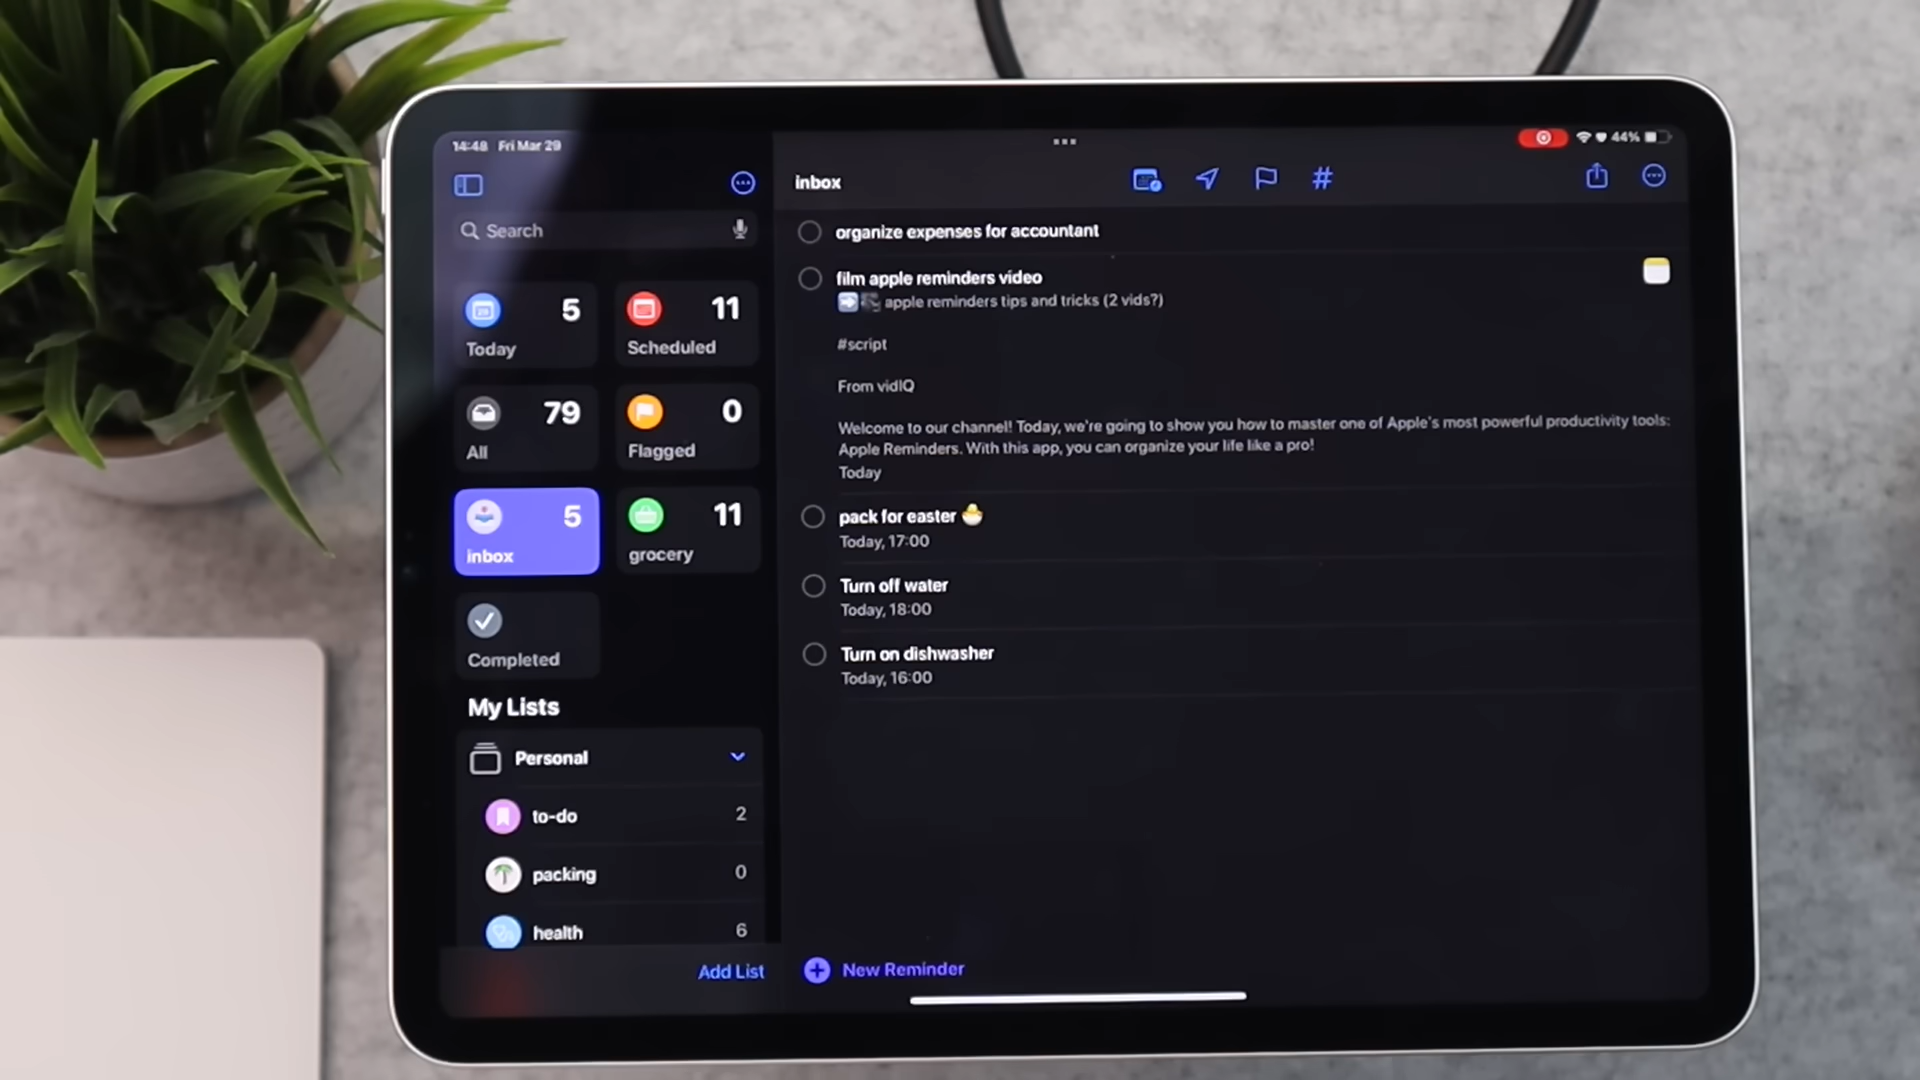 14:48 Fri Mar 29
44%
Search
5
Today
11
Scheduled
79
All
0
Flagged
5
inbox
11
grocery
Completed
My Lists
Personal
to-do 2
packing 0
health 6
Add List
inbox
#
organize expenses for accountant
film apple reminders video
apple reminders tips and tricks (2 vids?)
#script
From vidIQ
Welcome to our channel! Today, we're going to show you how to master one of Apple's most powerful productivity tools:
Apple Reminders. With this app, you can organize your life like a pro!
Today
pack for easter 🐣
Today, 17:00
Turn off water
Today, 18:00
Turn on dishwasher
Today, 16:00
New Reminder